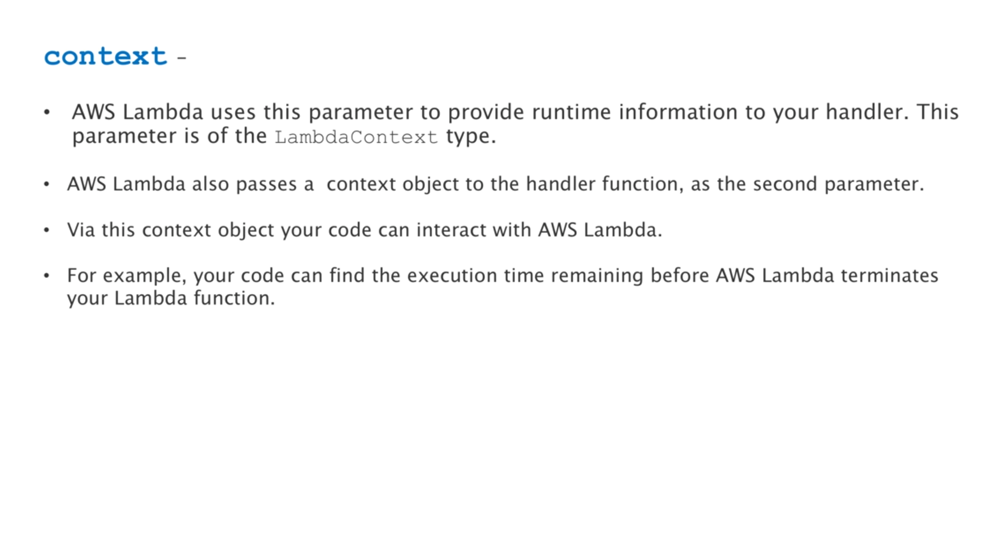 context -
• AWS Lambda uses this parameter to provide runtime information to your handler. This
parameter is of the LambdaContext type.
• AWS Lambda also passes a  context object to the handler function, as the second parameter.
• Via this context object your code can interact with AWS Lambda.
• For example, your code can find the execution time remaining before AWS Lambda terminates
your Lambda function.